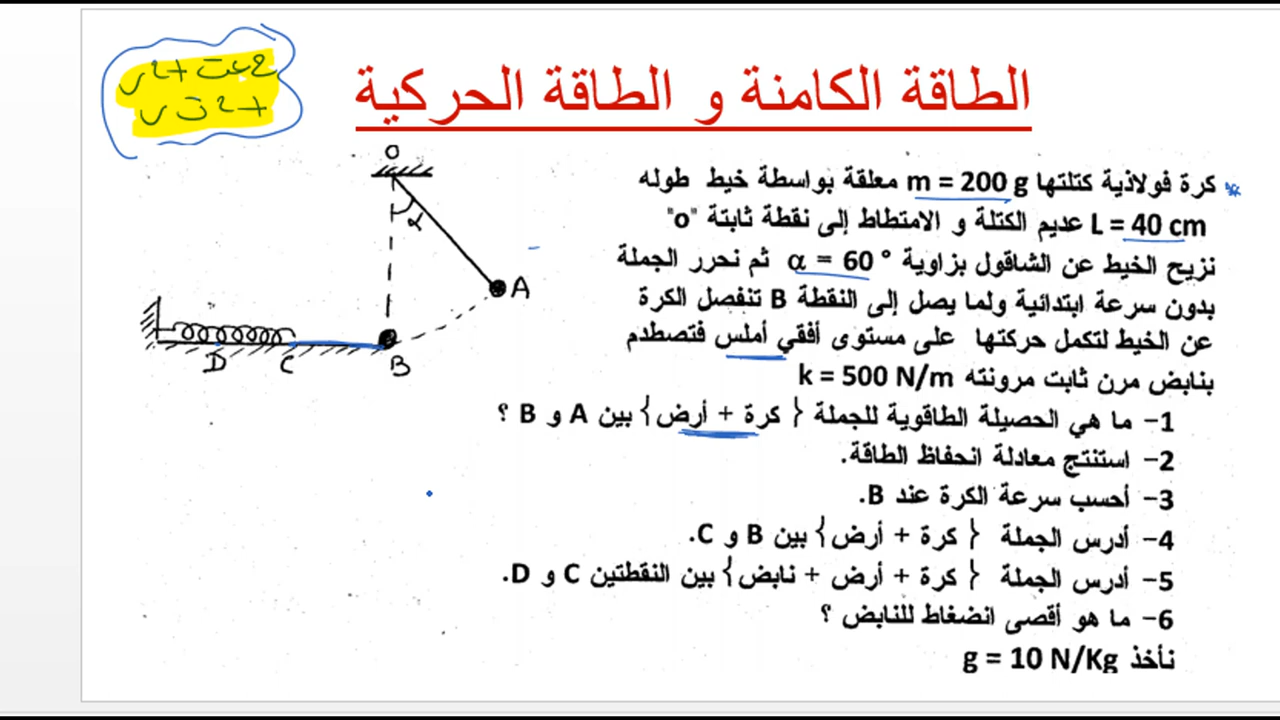 الطاقة الكامنة و الطاقة الحركية
كرة فولاذية كتلتها m = 200 g معلقة بواسطة خيط طوله
L = 40 cm عديم الكتلة و الامتطاط إلى نقطة ثابتة "o"
نزيح الخيط عن الشاقول بزاوية α = 60 ° ثم نحرر الجملة
بدون سرعة ابتدائية ولما يصل إلى النقطة B تنفصل الكرة
عن الخيط لتكمل حركتها على مستوى أفقي أملس فتصطدم
بنابض مرن ثابت مرونته k = 500 N/m
1- ما هي الحصيلة الطاقوية للجملة { كرة + أرض} بين A و B ؟
2- استنتج معادلة انحفاظ الطاقة.
3- أحسب سرعة الكرة عند B.
4- أدرس الجملة { كرة + أرض} بين B و C.
5- أدرس الجملة { كرة + أرض + نابض} بين النقطتين C و D.
6- ما هو أقصى انضغاط للنابض ؟
نأخذ g = 10 N/Kg
O
α
A
D
C
B